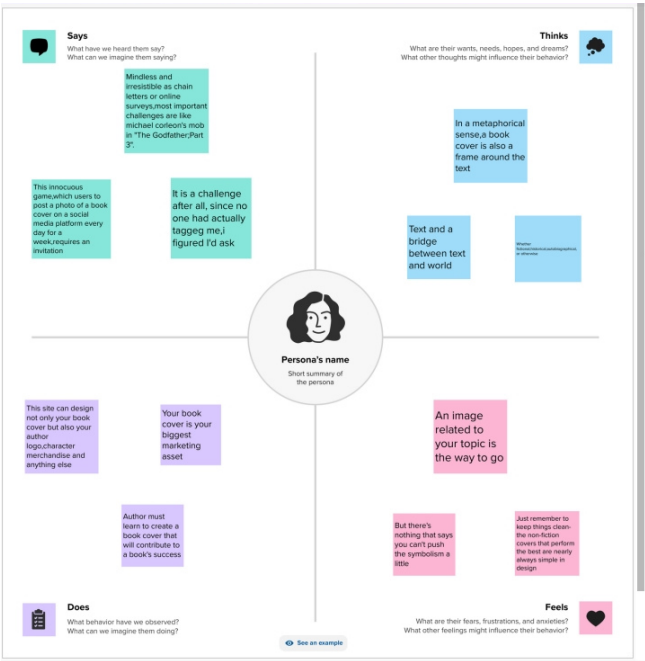 Says
What have we heard them say?
What can we imagine them saying?
Mindless and
irresistible as chain
letters or online
surveys,most important
challenges are like
michael corleon's mob
in "The Godfather;Part
3".
This innocuous
game,which users to
post a photo of a book
cover on a social
media platform every
day for a
week,requires an
invitation
It is a challenge
after all, since no
one had actually
taggeg me,i
figured I'd ask
Thinks
What are their wants, needs, hopes, and dreams?
What other thoughts might influence their behavior?
In a metaphorical
sense,a book
cover is also a
frame around the
text
Text and a
bridge
between text
and world
Whether
or otherwise
Persona's name
Short summary of
the persona
This site can design
not only your book
cover but also your
author
logo,character
merchandise and
anything else
Your book
cover is your
biggest
marketing
asset
Author must
learn to create a
book cover that
will contribute to
a book's success
Does
What behavior have we observed?
What can we imagine them doing?
An image
related to
your topic is
the way to go
But there's
nothing that says
you can't push
the symbolism a
little
Just remember to
keep things clean-
the non-fiction
covers that perform
the best are nearly
always simple in
design
Feels
What are their fears, frustrations, and anxieties?
What other feelings might influence their behavior?
See an example